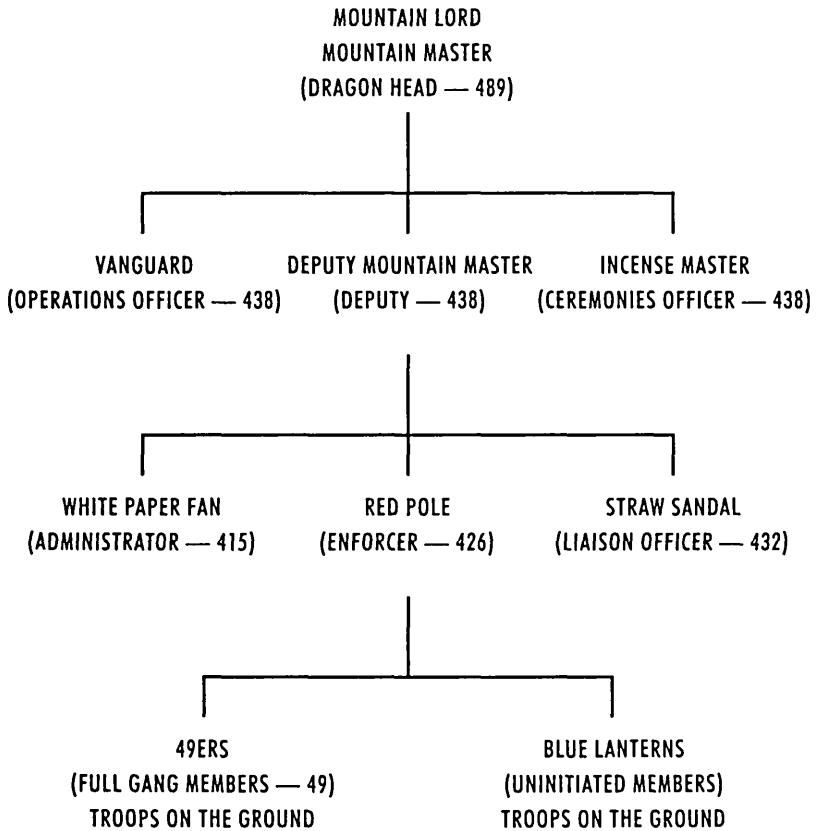 MOUNTAIN LORD
MOUNTAIN MASTER
(DRAGON HEAD — 489)
VANGUARD
(OPERATIONS OFFICER — 438)
DEPUTY MOUNTAIN MASTER
(DEPUTY — 438)
INCENSE MASTER
(CEREMONIES OFFICER — 438)
WHITE PAPER FAN
(ADMINISTRATOR — 415)
RED POLE
(ENFORCER — 426)
STRAW SANDAL
(LIAISON OFFICER — 432)
49ERS
(FULL GANG MEMBERS — 49)
TROOPS ON THE GROUND
BLUE LANTERNS
(UNINITIATED MEMBERS)
TROOPS ON THE GROUND